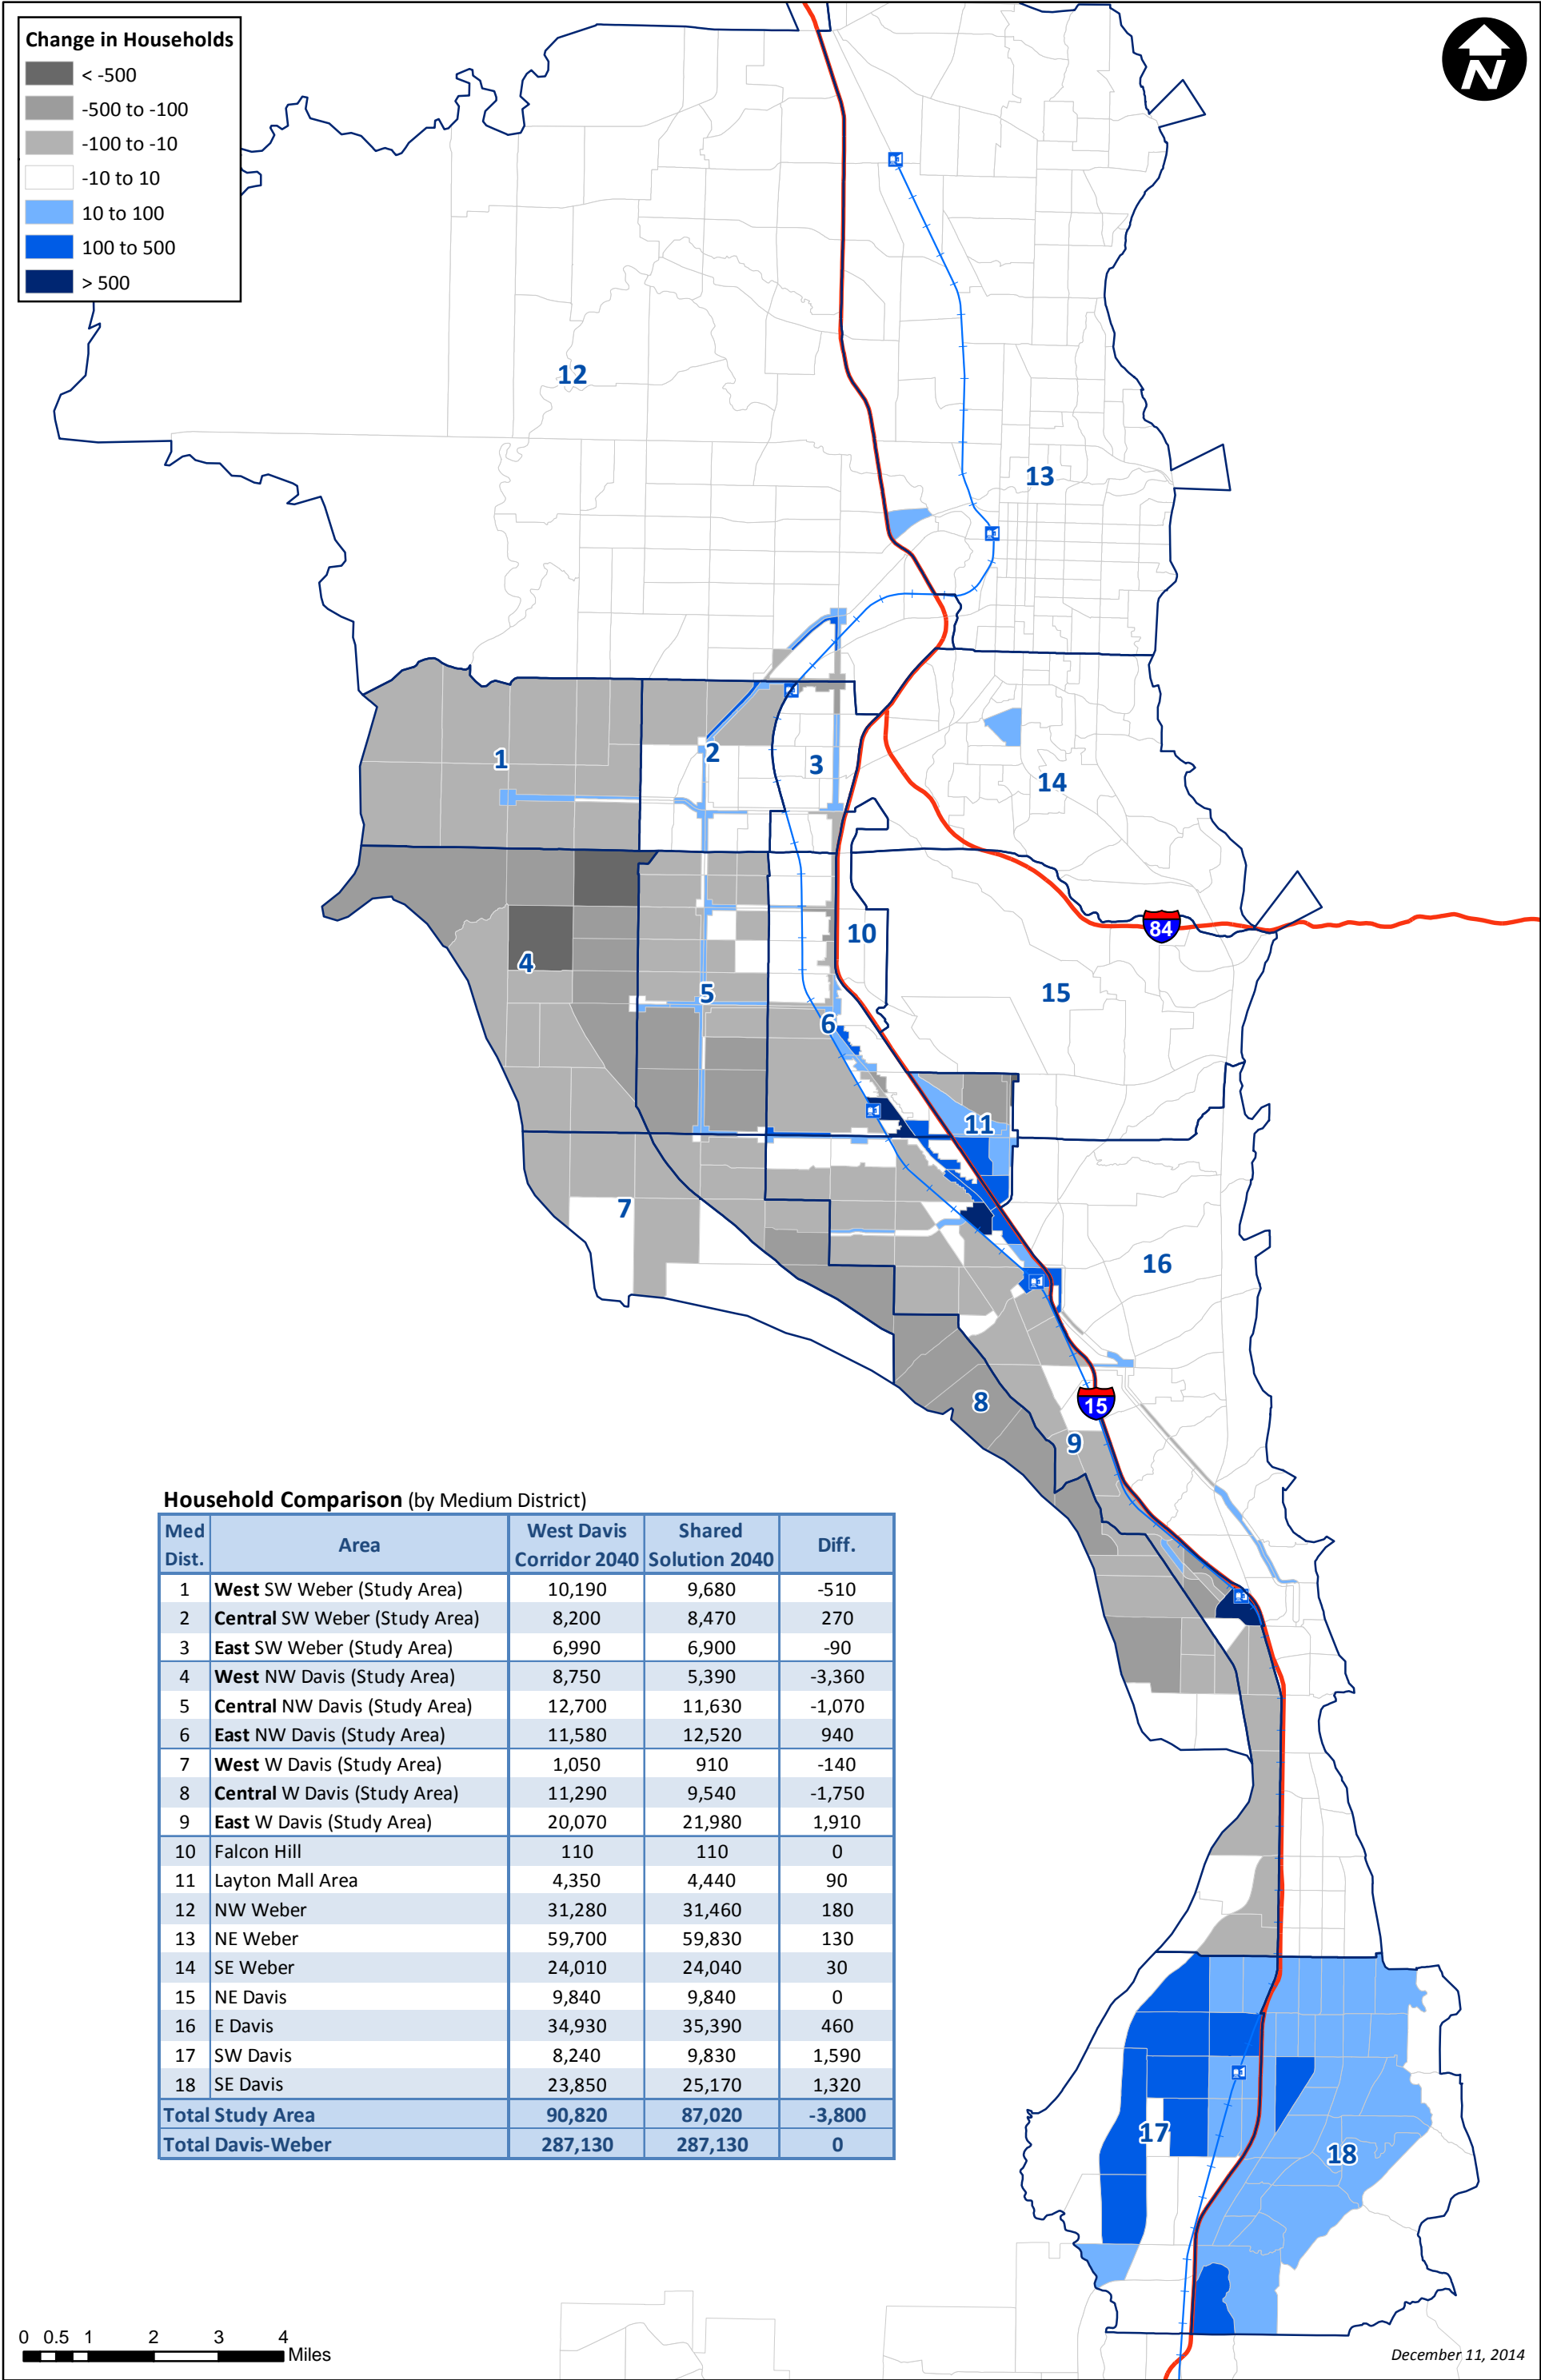 Change in Households
< -500
-500 to -100
-100 to -10
-10 to 10
10 to 100
100 to 500
> 500
N
12
13
1
2
3
14
84
10
4
5
15
6
11
7
16
8
15
9
17
18
Household Comparison (by Medium District)
Med Dist. Area West Davis Corridor 2040 Shared Solution 2040 Diff.
1 West SW Weber (Study Area) 10,190 9,680 -510
2 Central SW Weber (Study Area) 8,200 8,470 270
3 East SW Weber (Study Area) 6,990 6,900 -90
4 West NW Davis (Study Area) 8,750 5,390 -3,360
5 Central NW Davis (Study Area) 12,700 11,630 -1,070
6 East NW Davis (Study Area) 11,580 12,520 940
7 West W Davis (Study Area) 1,050 910 -140
8 Central W Davis (Study Area) 11,290 9,540 -1,750
9 East W Davis (Study Area) 20,070 21,980 1,910
10 Falcon Hill 110 110 0
11 Layton Mall Area 4,350 4,440 90
12 NW Weber 31,280 31,460 180
13 NE Weber 59,700 59,830 130
14 SE Weber 24,010 24,040 30
15 NE Davis 9,840 9,840 0
16 E Davis 34,930 35,390 460
17 SW Davis 8,240 9,830 1,590
18 SE Davis 23,850 25,170 1,320
Total Study Area 90,820 87,020 -3,800
Total Davis-Weber 287,130 287,130 0
0 0.5 1 2 3 4
Miles
December 11, 2014